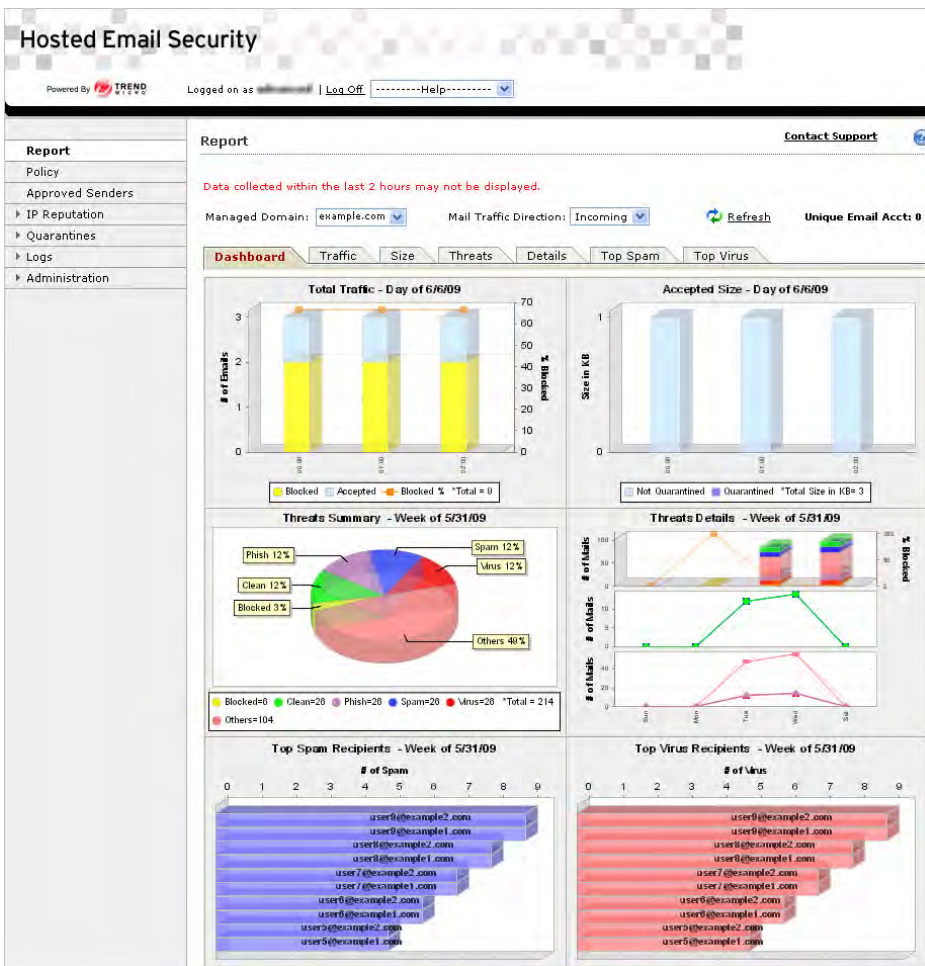 Hosted Email Security
Powered By TREND MICRO
Logged on as | Log Off ---------Help---------
Report
Policy
Approved Senders
IP Reputation
Quarantines
Logs
Administration
Report
Contact Support
Data collected within the last 2 hours may not be displayed.
Managed Domain: example.com Mail Traffic Direction: Incoming Refresh Unique Email Acct: 0
Dashboard Traffic Size Threats Details Top Spam Top Virus
Total Traffic - Day of 6/6/09
# of Emails
3
2
1
0
70
60
50
40
30
20
10
0
% Blocked
00:00 01:00 02:00
Blocked Accepted Blocked % *Total = 9
Accepted Size - Day of 6/6/09
Size in KB
1
0
00:00 01:00 02:00
Not Quarantined Quarantined *Total Size in KB= 3
Threats Summary - Week of 5/31/09
Phish 12%
Spam 12%
Virus 12%
Clean 12%
Blocked 3%
Others 49%
Blocked=6 Clean=26 Phish=26 Spam=26 Virus=26 *Total = 214
Others=104
Threats Details - Week of 5/31/09
# of Mails
100
50
0
100
50
0
% Blocked
# of Mails
10
5
0
# of Mails
40
20
0
Sun Mon Tue Wed Sat
Top Spam Recipients - Week of 5/31/09
# of Spam
0 1 2 3 4 5 6 7 8 9
user9@example2.com
user9@example1.com
user8@example2.com
user8@example1.com
user7@example2.com
user7@example1.com
user6@example2.com
user6@example1.com
user5@example2.com
user5@example1.com
Top Virus Recipients - Week of 5/31/09
# of Virus
0 1 2 3 4 5 6 7 8 9
user9@example2.com
user9@example1.com
user8@example2.com
user8@example1.com
user7@example2.com
user7@example1.com
user6@example2.com
user6@example1.com
user5@example2.com
user5@example1.com